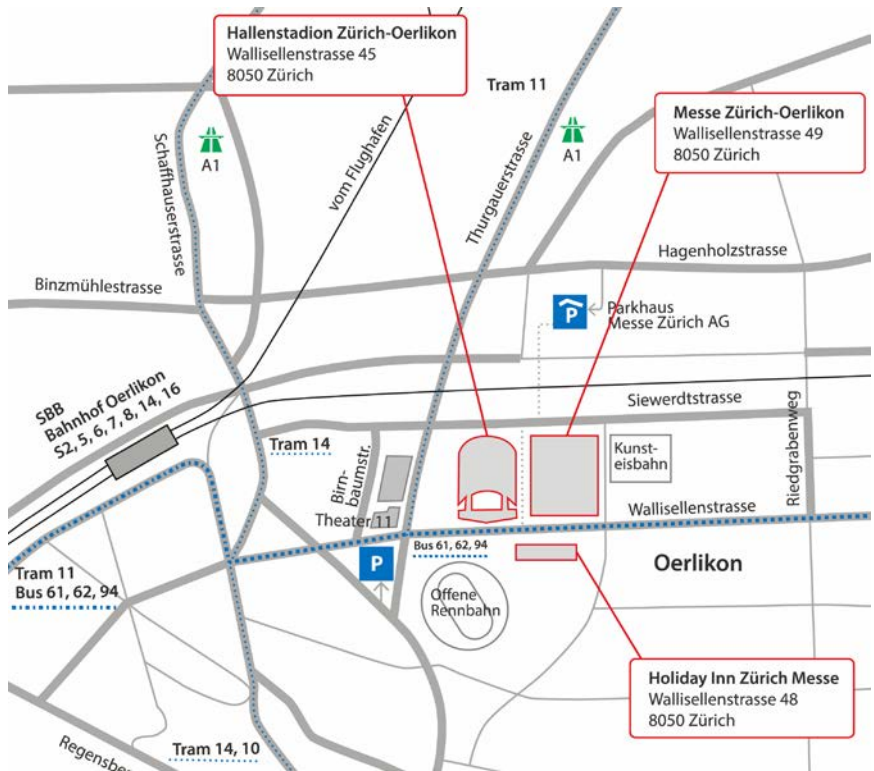 Hallenstadion Zürich-Oerlikon
Wallisellenstrasse 45
8050 Zürich
Tram 11
Messe Zürich-Oerlikon
Wallisellenstrasse 49
8050 Zürich
A1
A1
Schaffhauserstrasse
vom Flughafen
Thurgauerstrasse
Hagenholzstrasse
Binzmühlestrasse
P
Parkhaus
Messe Zürich AG
SBB
Bahnhof Oerlikon
S2, 5, 6, 7, 8, 14, 16
Siewerdtstrasse
Tram 14
Birn-
baumstr.
Kunst-
eisbahn
Riedgrabenweg
Theater 11
Wallisellenstrasse
Bus 61, 62, 94
P
Oerlikon
Tram 11
Bus 61, 62, 94
Offene
Rennbahn
Holiday Inn Zürich Messe
Wallisellenstrasse 48
8050 Zürich
Tram 14, 10